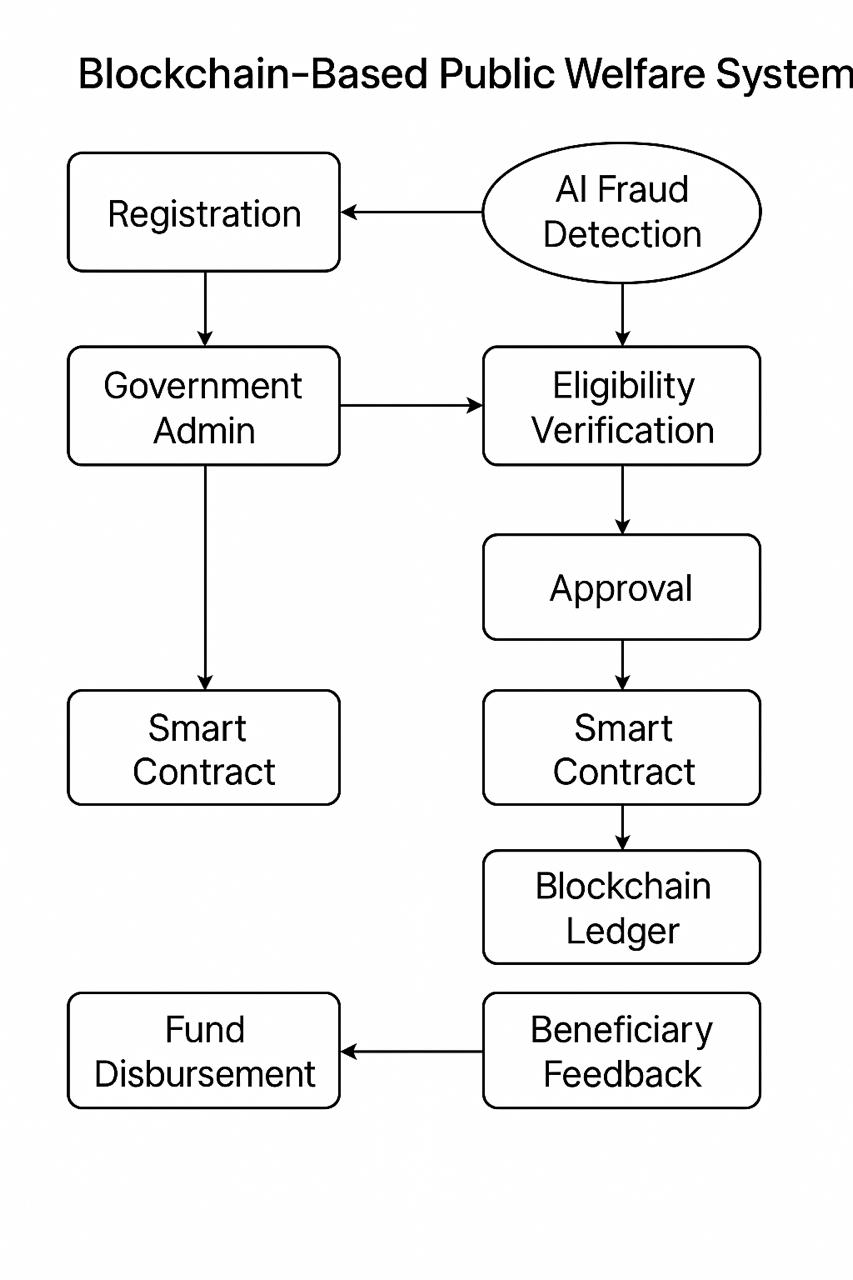 Blockchain-Based Public Welfare System
Registration
AI Fraud
Detection
Government
Admin
Eligibility
Verification
Approval
Smart
Contract
Smart
Contract
Blockchain
Ledger
Fund
Disbursement
Beneficiary
Feedback